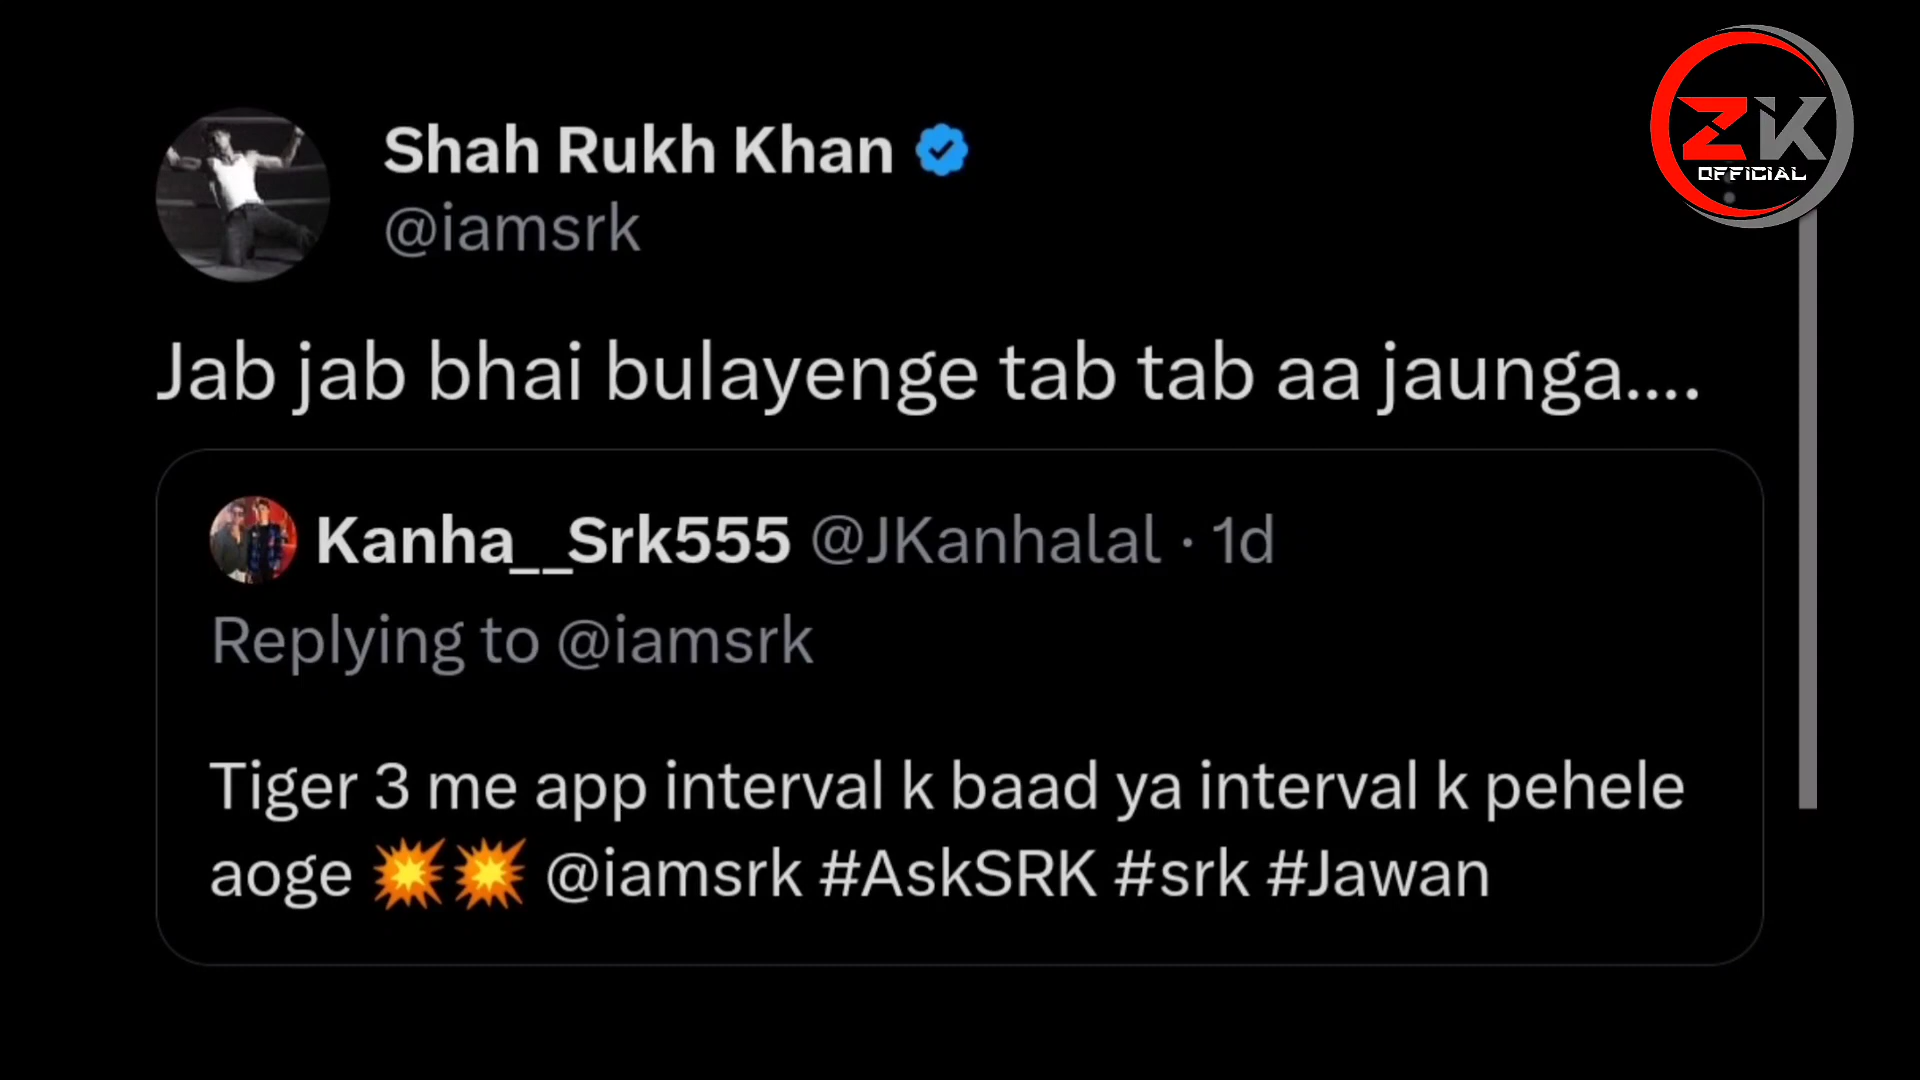 ZK
OFFICIAL
Shah Rukh Khan
@iamsrk
Jab jab bhai bulayenge tab tab aa jaunga....
Kanha__Srk555 @JKanhalal · 1d
Replying to @iamsrk
Tiger 3 me app interval k baad ya interval k pehele
aoge 💥💥 @iamsrk #AskSRK #srk #Jawan